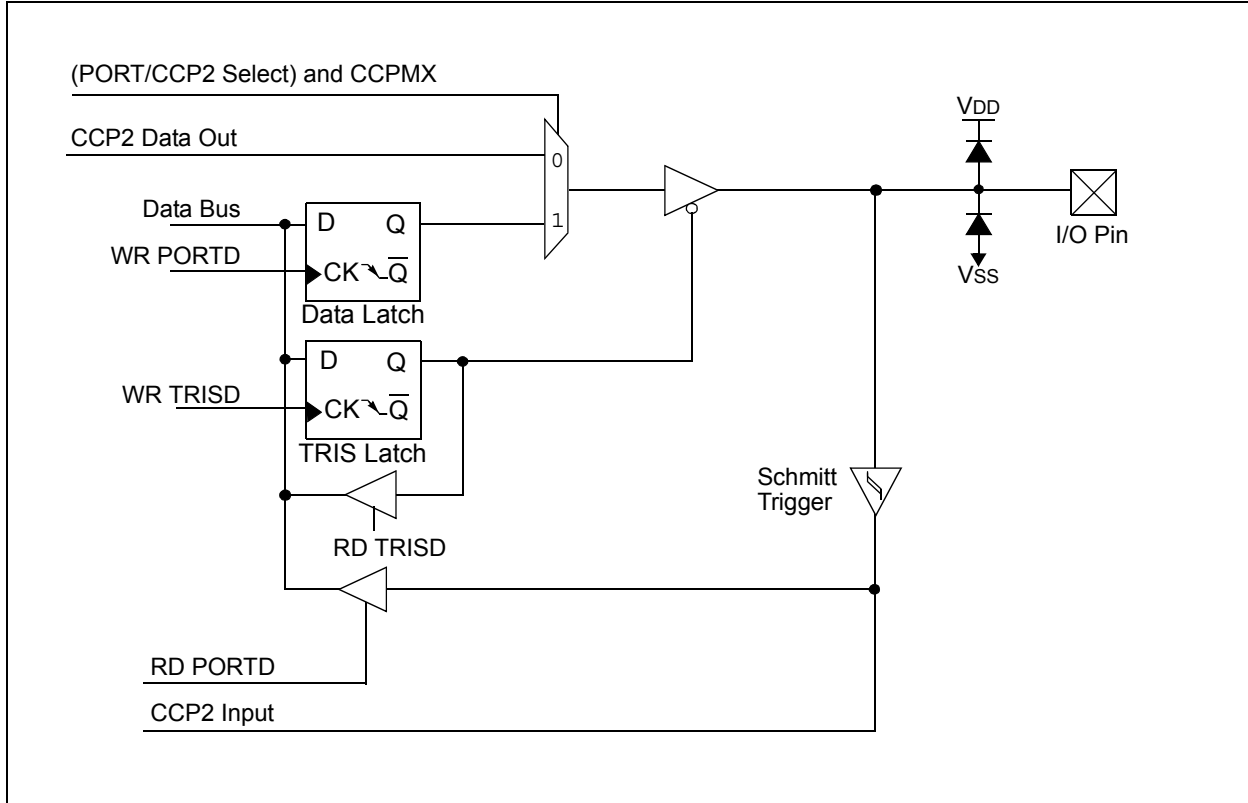 (PORT/CCP2 Select) and CCPMX
VDD
CCP2 Data Out
0
Data Bus
D Q
1
I/O Pin
WR PORTD
CK Q̅
VSS
Data Latch
D Q
WR TRISD
CK Q̅
TRIS Latch
Schmitt
Trigger
RD TRISD
RD PORTD
CCP2 Input